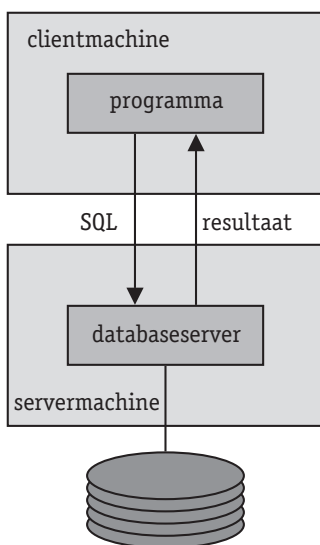 clientmachine
programma
SQL
resultaat
databaseserver
servermachine